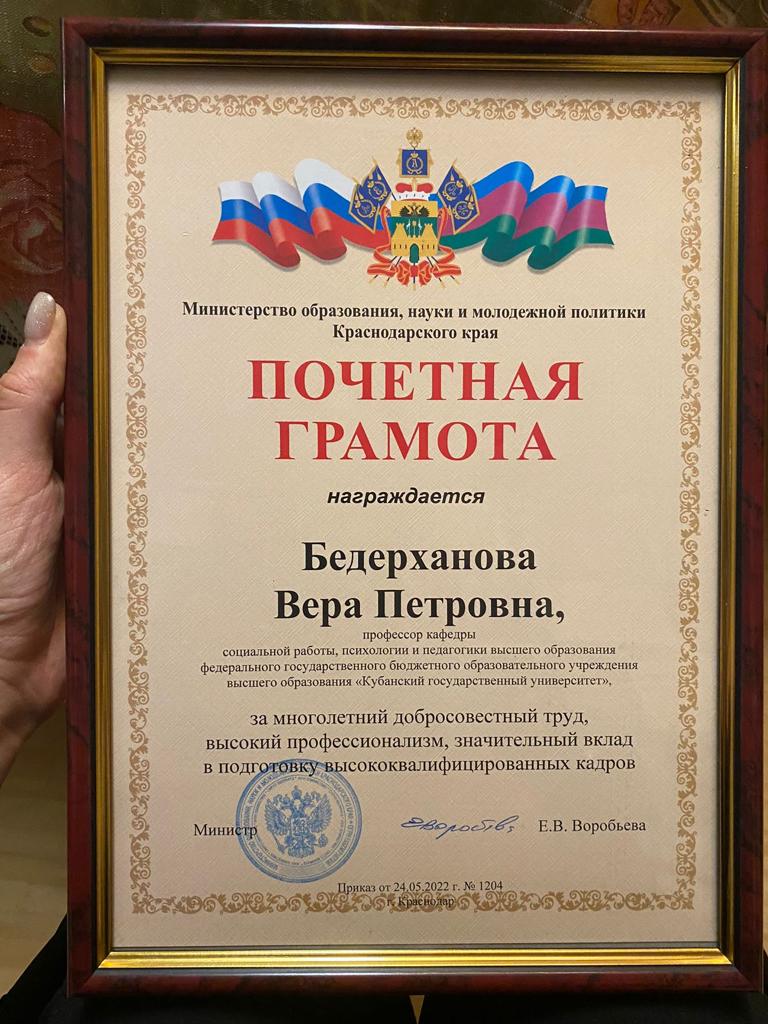 Министерство образования, науки и молодежной политики
Краснодарского края
ПОЧЕТНАЯ
ГРАМОТА
награждается
Бедерханова
Вера Петровна,
профессор кафедры
социальной работы, психологии и педагогики высшего образования
федерального государственного бюджетного образовательного учреждения
высшего образования «Кубанский государственный университет»,
за многолетний добросовестный труд,
высокий профессионализм, значительный вклад
в подготовку высококвалифицированных кадров
Министр
Е.В. Воробьева
Приказ от 24.05.2022 г. № 1204
г. Краснодар